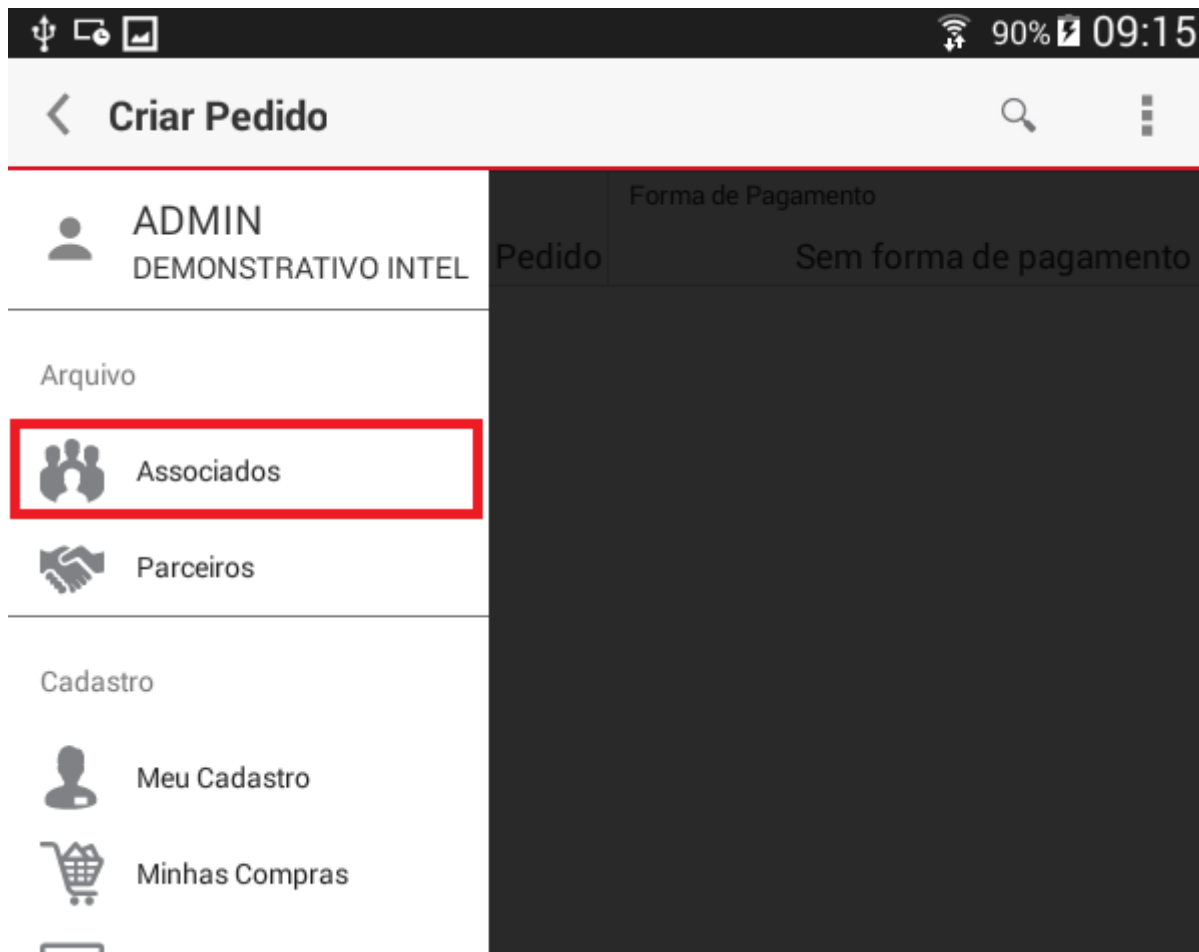 90% 09:15
Criar Pedido
ADMIN
DEMONSTRATIVO INTEL
Forma de Pagamento
Pedido
Sem forma de pagamento
Arquivo
Associados
Parceiros
Cadastro
Meu Cadastro
Minhas Compras